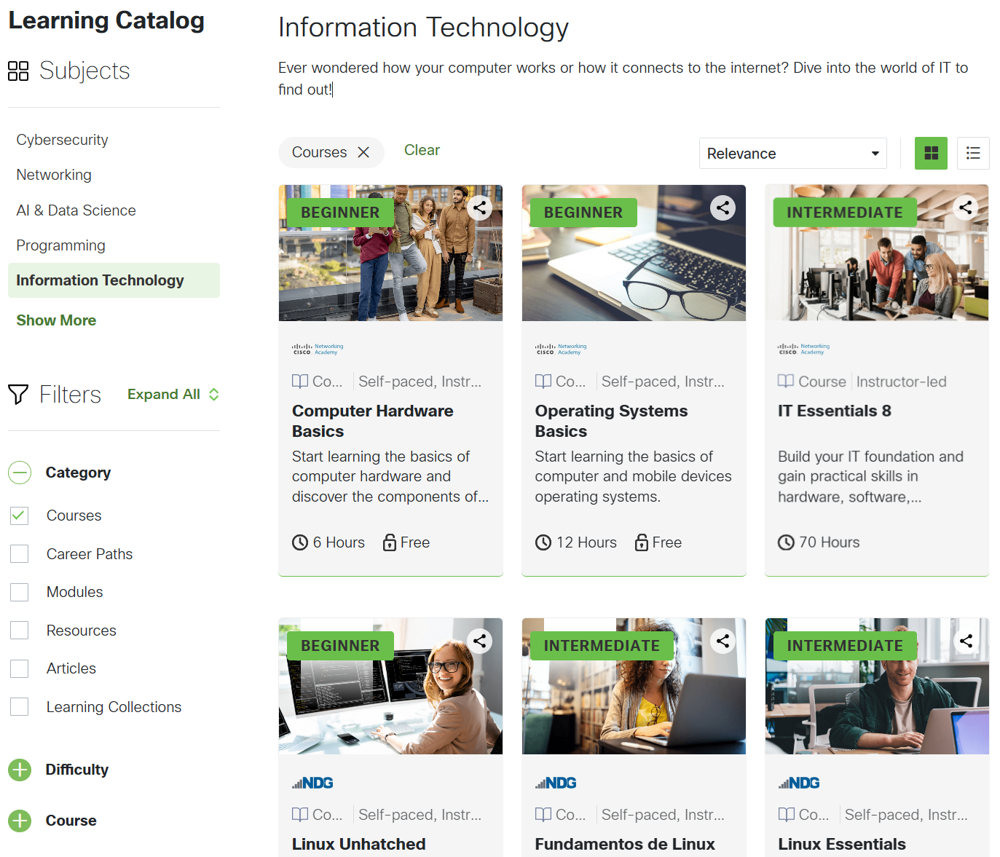 Learning Catalog
Subjects
Cybersecurity
Networking
AI & Data Science
Programming
Information Technology
Show More
Filters
Expand All
Category
Courses
Career Paths
Modules
Resources
Articles
Learning Collections
Difficulty
Course
Information Technology
Ever wondered how your computer works or how it connects to the internet? Dive into the world of IT to
find out!
Courses
Clear
Relevance
BEGINNER
CISCO Networking
Academy
Co... Self-paced, Instr...
Computer Hardware
Basics
Start learning the basics of
computer hardware and
discover the components of...
6 Hours Free
BEGINNER
CISCO Networking
Academy
Co... Self-paced, Instr...
Operating Systems
Basics
Start learning the basics of
computer and mobile devices
operating systems.
12 Hours Free
INTERMEDIATE
CISCO Networking
Academy
Course Instructor-led
IT Essentials 8
Build your IT foundation and
gain practical skills in
hardware, software,...
70 Hours
BEGINNER
NDG
Co... Self-paced, Instr...
Linux Unhatched
INTERMEDIATE
NDG
Co... Self-paced, Instr...
Fundamentos de Linux
INTERMEDIATE
NDG
Co... Self-paced, Instr...
Linux Essentials